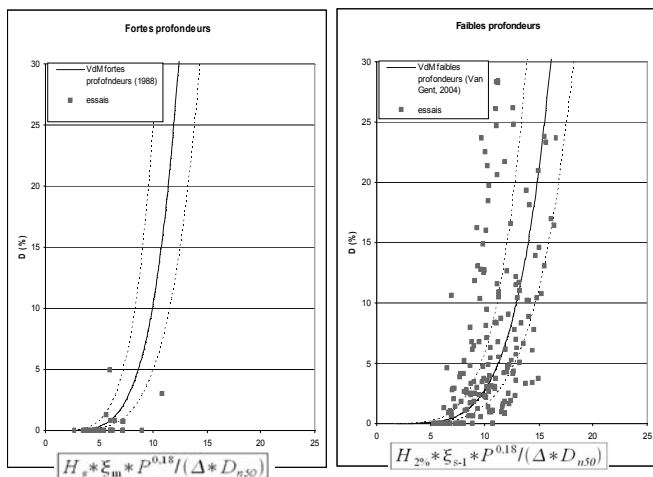 Fortes profondeurs
30
25
20
15
10
5
0
D (%)
VdM fortes
profofndeurs (1988)
essais
0
5
10
15
20
25
H_s * ξ_m * P^0,18 / (Δ * D_n50)
Faibles profondeurs
30
25
20
15
10
5
0
D (%)
VdM faibles
profondeurs (Van
Gent, 2004)
essais
0
5
10
15
20
25
H_2% * ξ_s-1 * P^0,18 / (Δ * D_n50)